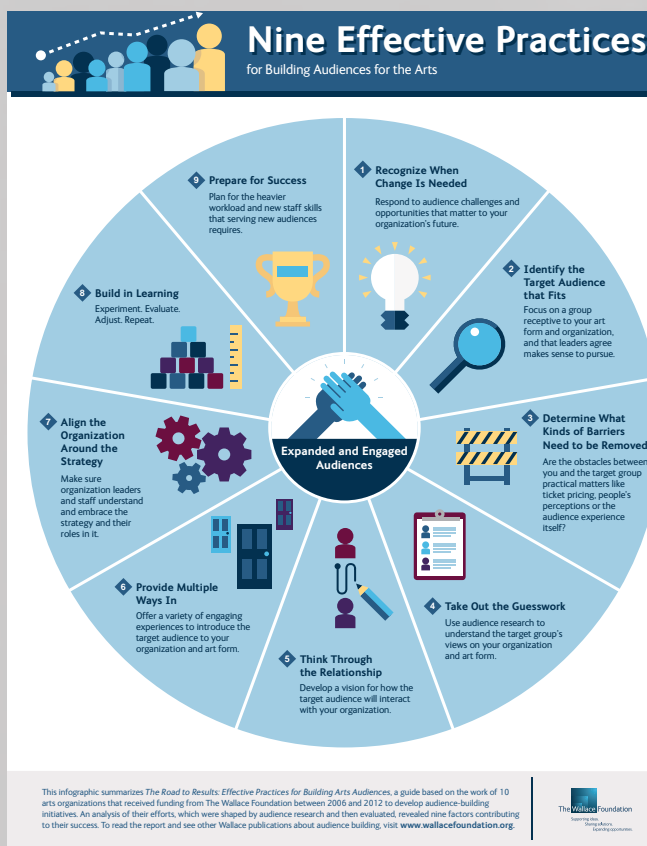 Nine Effective Practices
for Building Audiences for the Arts
1 Recognize When
Change Is Needed
Respond to audience challenges and
opportunities that matter to your
organization's future.
2 Identify the
Target Audience
that Fits
Focus on a group
receptive to your art
form and organization,
and that leaders agree
makes sense to pursue.
3 Determine What
Kinds of Barriers
Need to be Removed
Are the obstacles between
you and the target group
practical matters like
ticket pricing, people's
perceptions or the
audience experience
itself?
4 Take Out the Guesswork
Use audience research to
understand the target group's
views on your organization
and art form.
5 Think Through
the Relationship
Develop a vision for how the
target audience will interact
with your organization.
6 Provide Multiple
Ways In
Offer a variety of engaging
experiences to introduce the
target audience to your
organization and art form.
7 Align the
Organization
Around the
Strategy
Make sure
organization leaders
and staff understand
and embrace the
strategy and their
roles in it.
8 Build in Learning
Experiment. Evaluate.
Adjust. Repeat.
9 Prepare for Success
Plan for the heavier
workload and new staff skills
that serving new audiences
requires.
Expanded and Engaged
Audiences
This infographic summarizes The Road to Results: Effective Practices for Building Arts Audiences, a guide based on the work of 10
arts organizations that received funding from The Wallace Foundation between 2006 and 2012 to develop audience-building
initiatives. An analysis of their efforts, which were shaped by audience research and then evaluated, revealed nine factors contributing
to their success. To read the report and see other Wallace publications about audience building, visit www.wallacefoundation.org.
The Wallace Foundation
Supporting ideas.
Sharing solutions.
Expanding opportunities.